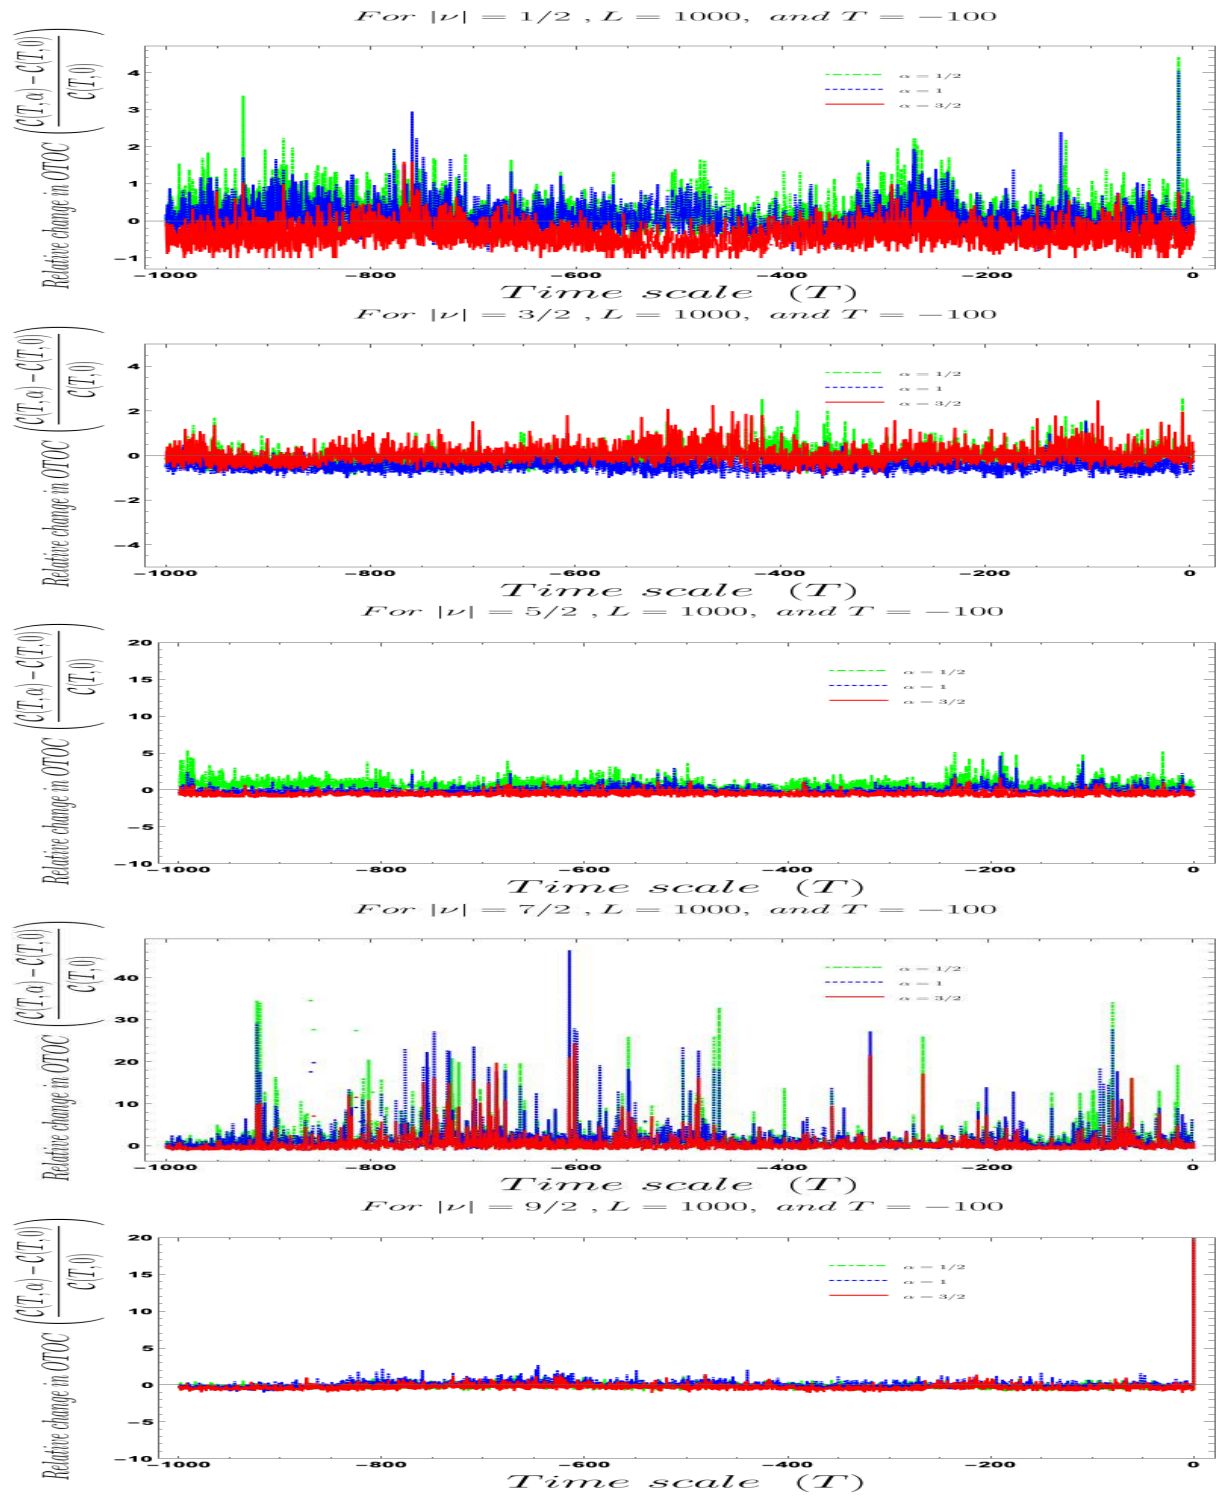 For |ν| = 1/2 , L = 1000, and T = −100
Relative change in OTOC (C(T,α) − C(T,0) / C(T,0))
4
3
2
1
0
−1
α = 1/2
α = 1
α = 3/2
−1000 −800 −600 −400 −200 0
Time scale (T)
For |ν| = 3/2 , L = 1000, and T = −100
Relative change in OTOC (C(T,α) − C(T,0) / C(T,0))
4
2
0
−2
−4
α = 1/2
α = 1
α = 3/2
−1000 −800 −600 −400 −200 0
Time scale (T)
For |ν| = 5/2 , L = 1000, and T = −100
Relative change in OTOC (C(T,α) − C(T,0) / C(T,0))
20
15
10
5
0
−5
−10
α = 1/2
α = 1
α = 3/2
−1000 −800 −600 −400 −200 0
Time scale (T)
For |ν| = 7/2 , L = 1000, and T = −100
Relative change in OTOC (C(T,α) − C(T,0) / C(T,0))
40
30
20
10
0
α = 1/2
α = 1
α = 3/2
−1000 −800 −600 −400 −200 0
Time scale (T)
For |ν| = 9/2 , L = 1000, and T = −100
Relative change in OTOC (C(T,α) − C(T,0) / C(T,0))
20
15
10
5
0
−5
−10
α = 1/2
α = 1
α = 3/2
−1000 −800 −600 −400 −200 0
Time scale (T)